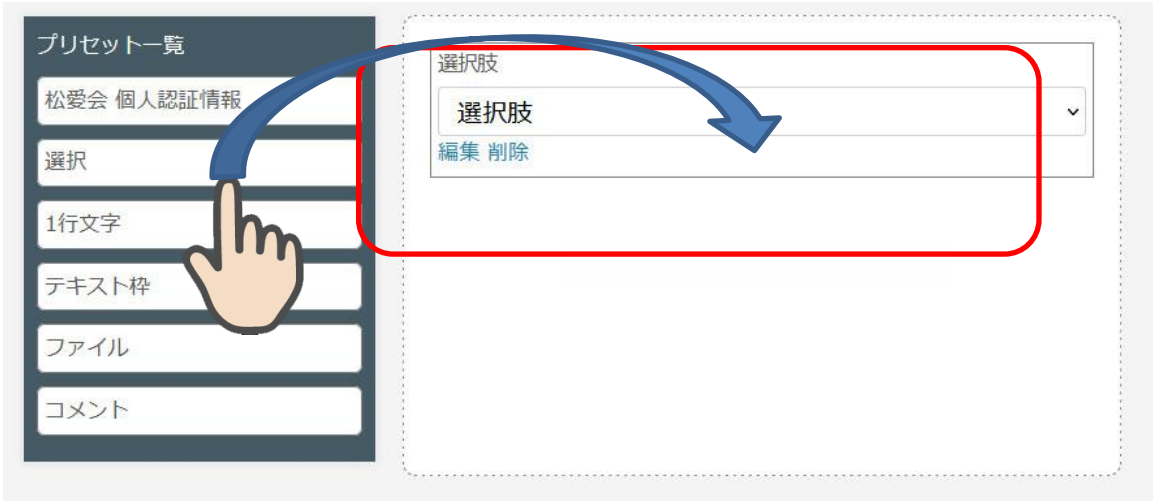 プリセット一覧
松愛会 個人認証情報
選択
1行文字
テキスト枠
ファイル
コメント
選択肢
選択肢
編集 削除